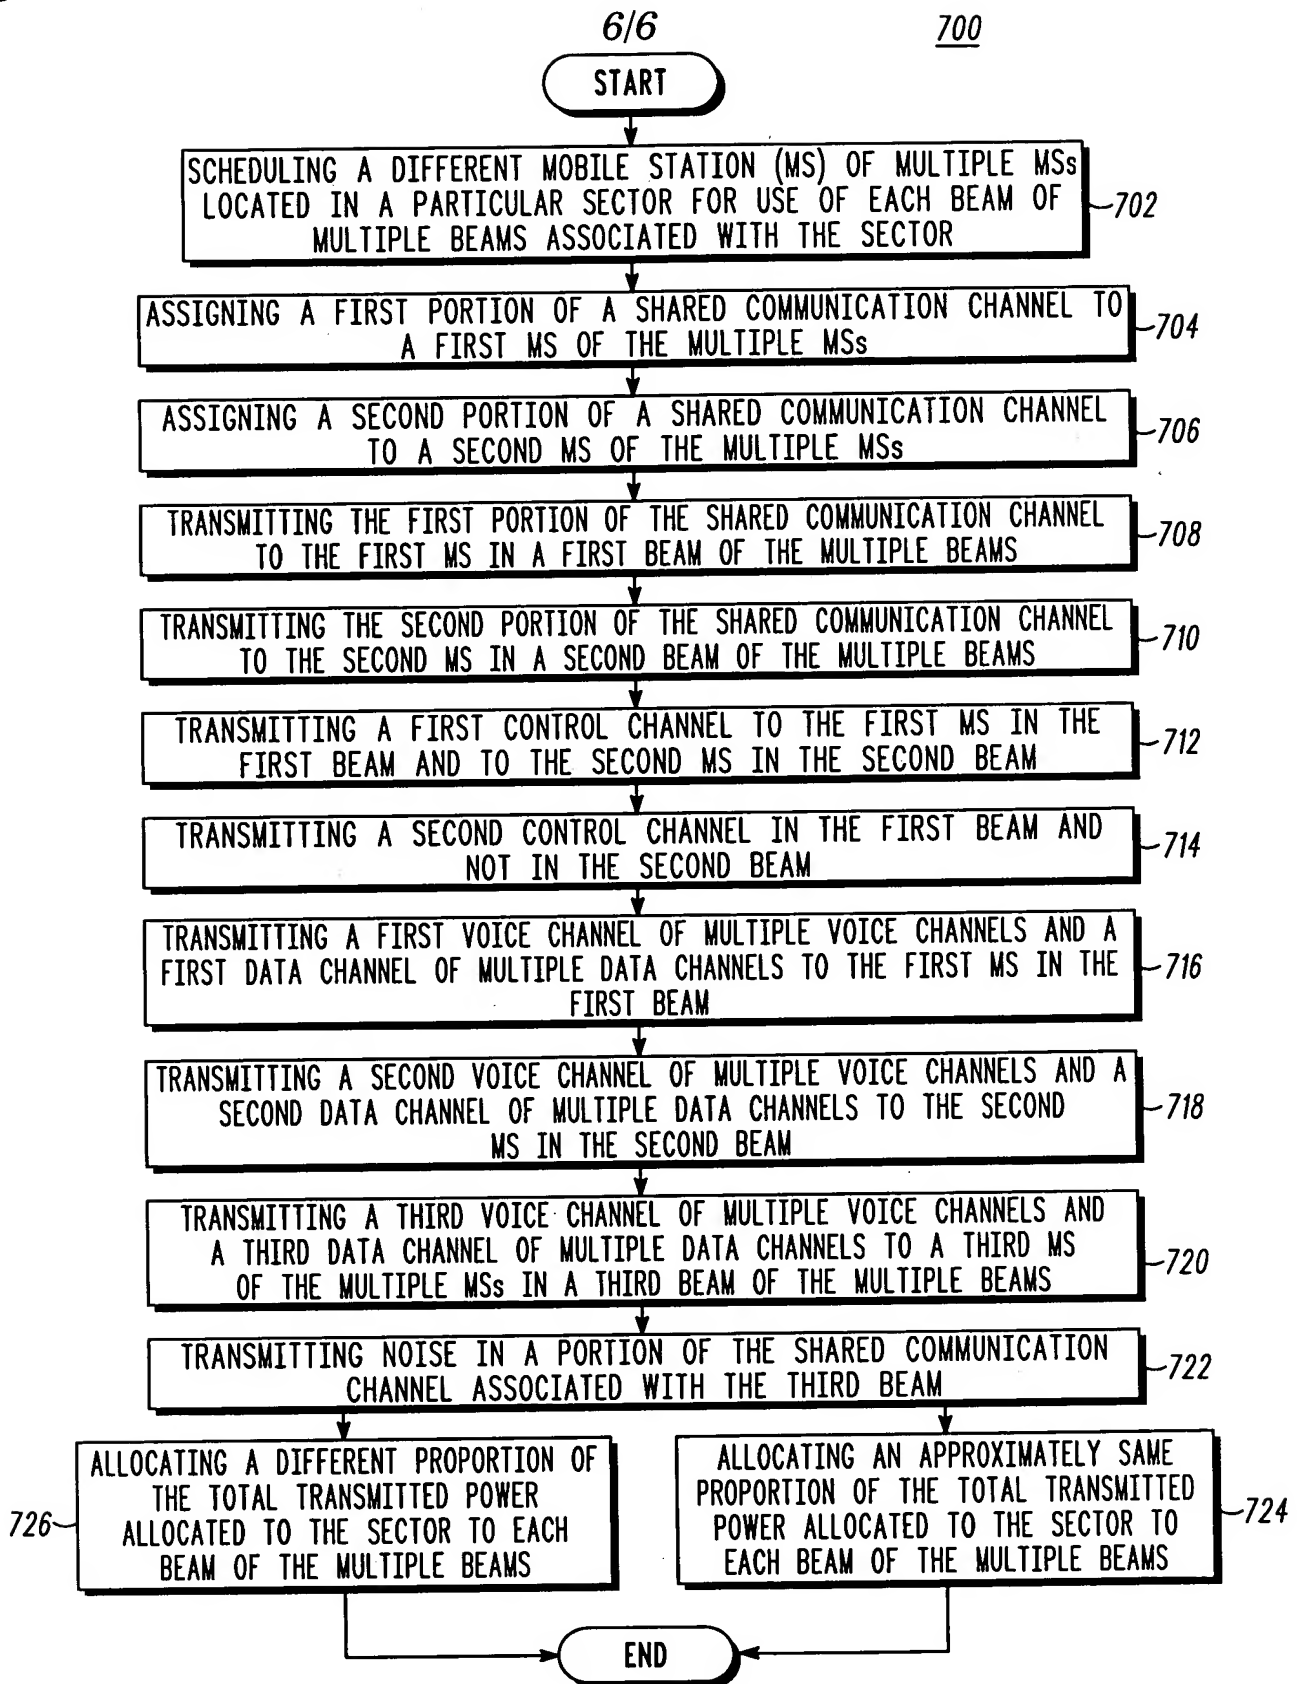 6/6
700
START
SCHEDULING A DIFFERENT MOBILE STATION (MS) OF MULTIPLE MSs
LOCATED IN A PARTICULAR SECTOR FOR USE OF EACH BEAM OF
MULTIPLE BEAMS ASSOCIATED WITH THE SECTOR
702
ASSIGNING A FIRST PORTION OF A SHARED COMMUNICATION CHANNEL TO
A FIRST MS OF THE MULTIPLE MSs
704
ASSIGNING A SECOND PORTION OF A SHARED COMMUNICATION CHANNEL
TO A SECOND MS OF THE MULTIPLE MSs
706
TRANSMITTING THE FIRST PORTION OF THE SHARED COMMUNICATION CHANNEL
TO THE FIRST MS IN A FIRST BEAM OF THE MULTIPLE BEAMS
708
TRANSMITTING THE SECOND PORTION OF THE SHARED COMMUNICATION CHANNEL
TO THE SECOND MS IN A SECOND BEAM OF THE MULTIPLE BEAMS
710
TRANSMITTING A FIRST CONTROL CHANNEL TO THE FIRST MS IN THE
FIRST BEAM AND TO THE SECOND MS IN THE SECOND BEAM
712
TRANSMITTING A SECOND CONTROL CHANNEL IN THE FIRST BEAM AND
NOT IN THE SECOND BEAM
714
TRANSMITTING A FIRST VOICE CHANNEL OF MULTIPLE VOICE CHANNELS AND A
FIRST DATA CHANNEL OF MULTIPLE DATA CHANNELS TO THE FIRST MS IN THE
FIRST BEAM
716
TRANSMITTING A SECOND VOICE CHANNEL OF MULTIPLE VOICE CHANNELS AND A
SECOND DATA CHANNEL OF MULTIPLE DATA CHANNELS TO THE SECOND
MS IN THE SECOND BEAM
718
TRANSMITTING A THIRD VOICE CHANNEL OF MULTIPLE VOICE CHANNELS AND
A THIRD DATA CHANNEL OF MULTIPLE DATA CHANNELS TO A THIRD MS
OF THE MULTIPLE MSs IN A THIRD BEAM OF THE MULTIPLE BEAMS
720
TRANSMITTING NOISE IN A PORTION OF THE SHARED COMMUNICATION
CHANNEL ASSOCIATED WITH THE THIRD BEAM
722
ALLOCATING A DIFFERENT PROPORTION OF
THE TOTAL TRANSMITTED POWER
ALLOCATED TO THE SECTOR TO EACH
BEAM OF THE MULTIPLE BEAMS
726
ALLOCATING AN APPROXIMATELY SAME
PROPORTION OF THE TOTAL TRANSMITTED
POWER ALLOCATED TO THE SECTOR TO
EACH BEAM OF THE MULTIPLE BEAMS
724
END